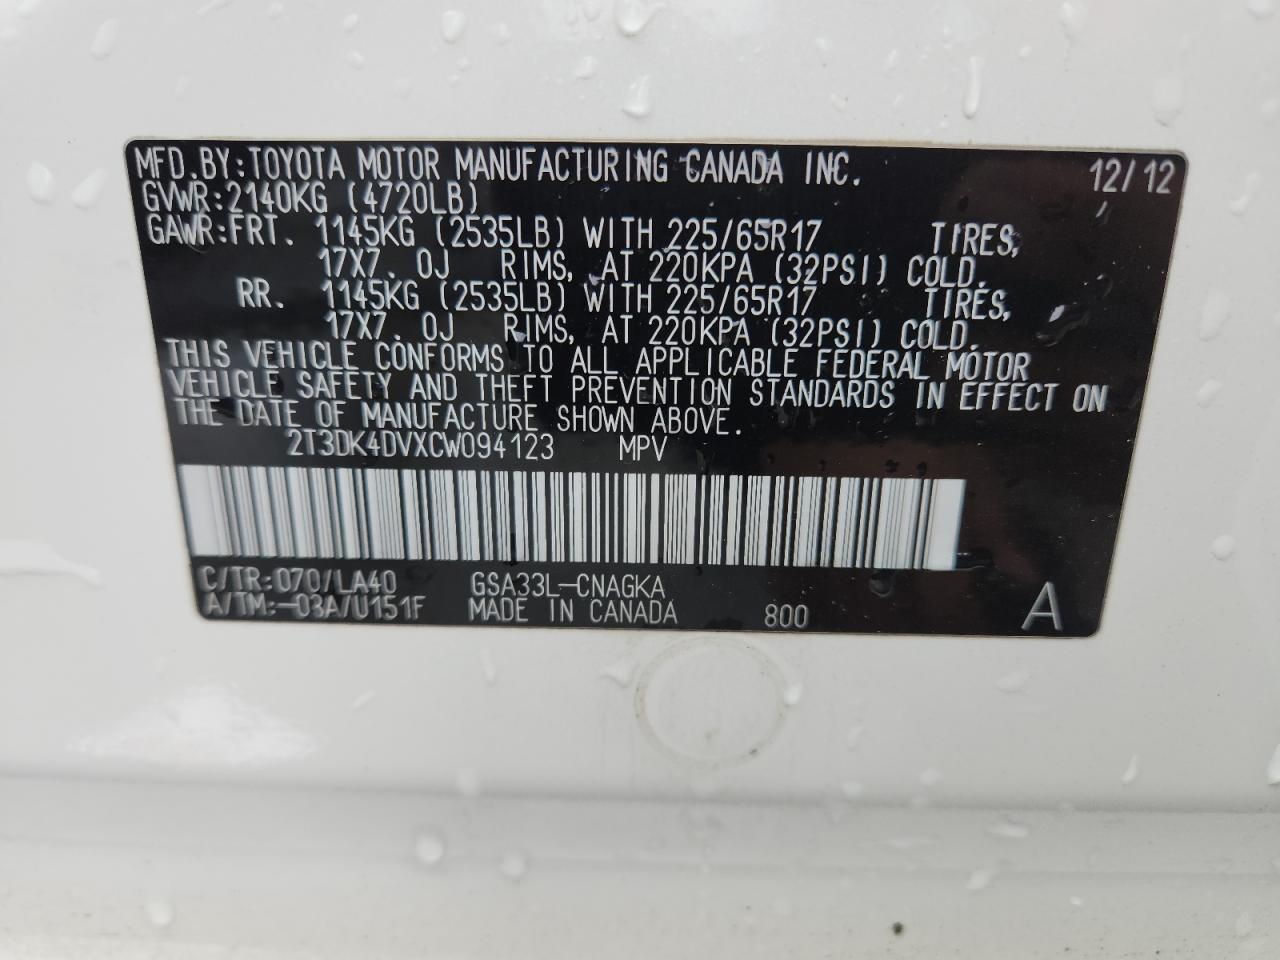 MFD.BY:TOYOTA MOTOR MANUFACTURING CANADA INC. 12/12
GVWR:2140KG (4720LB)
GAWR:FRT. 1145KG (2535LB) WITH 225/65R17 TIRES,
17X7.0J RIMS, AT 220KPA (32PSI) COLD.
RR. 1145KG (2535LB) WITH 225/65R17 TIRES,
17X7.0J RIMS, AT 220KPA (32PSI) COLD.
THIS VEHICLE CONFORMS TO ALL APPLICABLE FEDERAL MOTOR
VEHICLE SAFETY AND THEFT PREVENTION STANDARDS IN EFFECT ON
THE DATE OF MANUFACTURE SHOWN ABOVE.
2T3DK4DVXCW094123 MPV
C/TR:070/LA40 GSA33L-CNAGKA
A/TM:-03A/U151F MADE IN CANADA 800 A